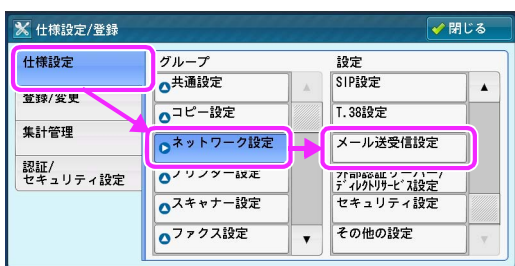 仕様設定/登録
閉じる
仕様設定
登録/変更
集計管理
認証/
セキュリティ設定
グループ
共通設定
コピー設定
ネットワーク設定
プリンター設定
スキャナー設定
ファクス設定
設定
SIP設定
T.38設定
メール送受信設定
外部認証サーバー/
ディレクトリサービス設定
セキュリティ設定
その他の設定